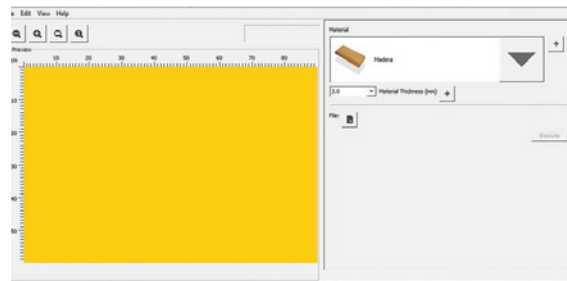 Edit View Help
Preview
cm 10 20 30 40 50 60 70 80
10
20
30
40
50
Material
Madera
+
3.0 Material Thickness [mm] +
File:
Execute